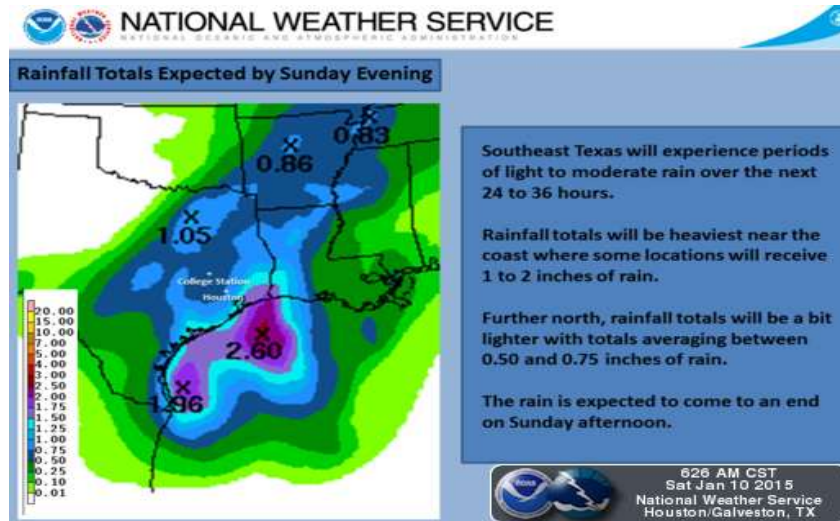 NATIONAL WEATHER SERVICE
NATIONAL OCEANIC AND ATMOSPHERIC ADMINISTRATION
Rainfall Totals Expected by Sunday Evening
0.83
0.86
1.05
College Station
Houston
2.60
1.96
20.00
15.00
10.00
7.00
5.00
4.00
3.00
2.50
2.00
1.75
1.50
1.25
1.00
0.75
0.50
0.25
0.10
0.01
Southeast Texas will experience periods
of light to moderate rain over the next
24 to 36 hours.
Rainfall totals will be heaviest near the
coast where some locations will receive
1 to 2 inches of rain.
Further north, rainfall totals will be a bit
lighter with totals averaging between
0.50 and 0.75 inches of rain.
The rain is expected to come to an end
on Sunday afternoon.
626 AM CST
Sat Jan 10 2015
National Weather Service
Houston/Galveston, TX